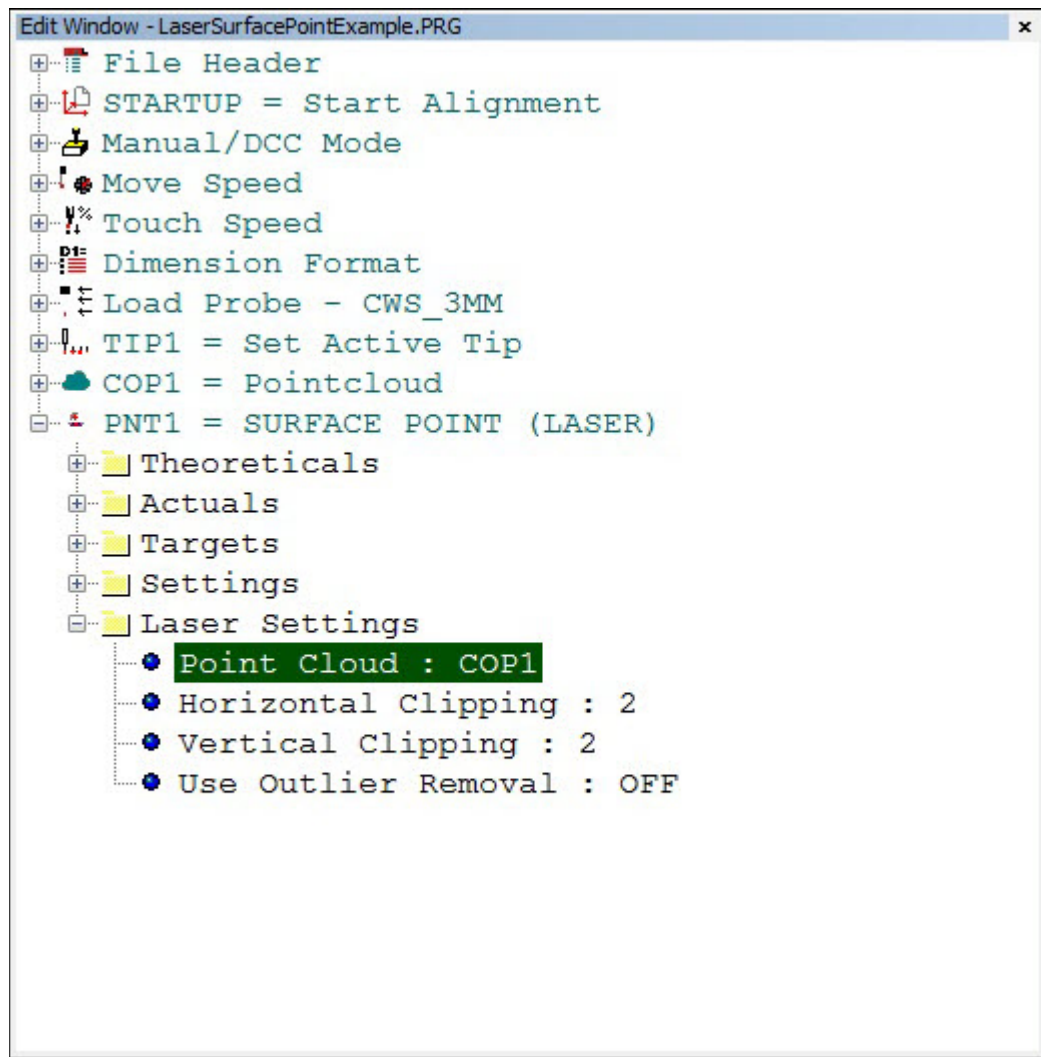 Edit Window - LaserSurfacePointExample.PRG
File Header
STARTUP = Start Alignment
Manual/DCC Mode
Move Speed
Touch Speed
Dimension Format
Load Probe - CWS_3MM
TIP1 = Set Active Tip
COP1 = Pointcloud
PNT1 = SURFACE POINT (LASER)
Theoreticals
Actuals
Targets
Settings
Laser Settings
Point Cloud : COP1
Horizontal Clipping : 2
Vertical Clipping : 2
Use Outlier Removal : OFF